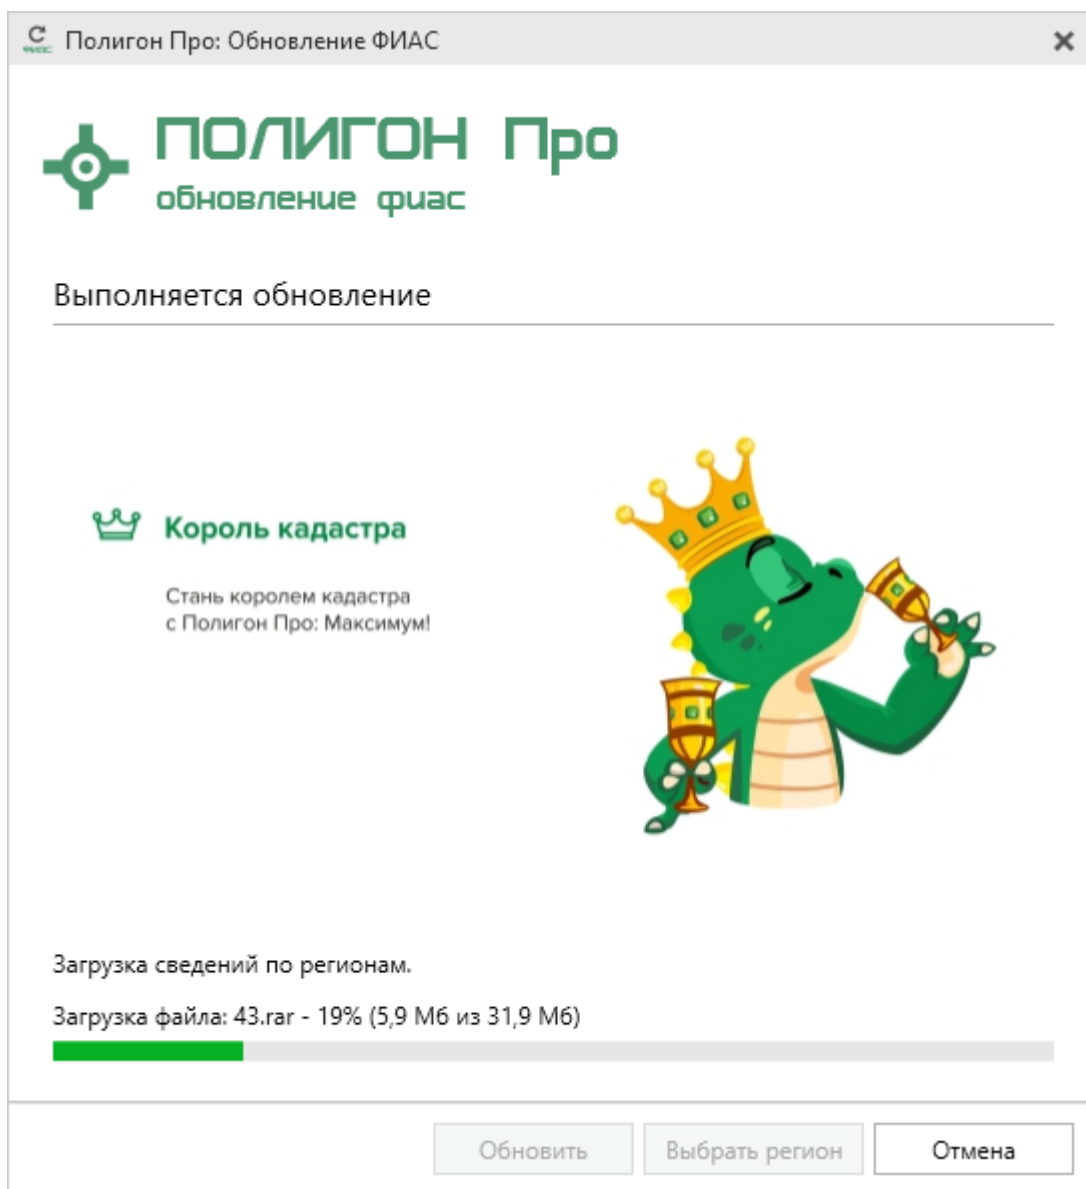 ФИАС Полигон Про: Обновление ФИАС
ПОЛИГОН Про
обновление фиас
Выполняется обновление
Король кадастра
Стань королем кадастра
с Полигон Про: Максимум!
Загрузка сведений по регионам.
Загрузка файла: 43.rar - 19% (5,9 Мб из 31,9 Мб)
Обновить Выбрать регион Отмена